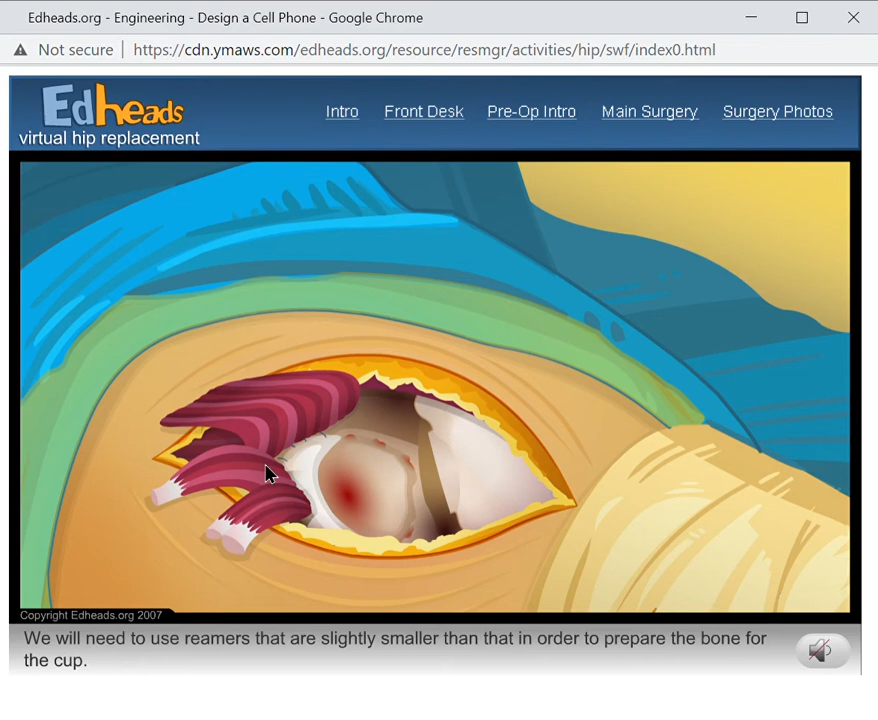 Edheads.org - Engineering - Design a Cell Phone - Google Chrome
Not secure | https://cdn.ymaws.com/edheads.org/resource/resmgr/activities/hip/swf/index0.html
Edheads
virtual hip replacement
Intro Front Desk Pre-Op Intro Main Surgery Surgery Photos
Copyright Edheads.org 2007
We will need to use reamers that are slightly smaller than that in order to prepare the bone for
the cup.